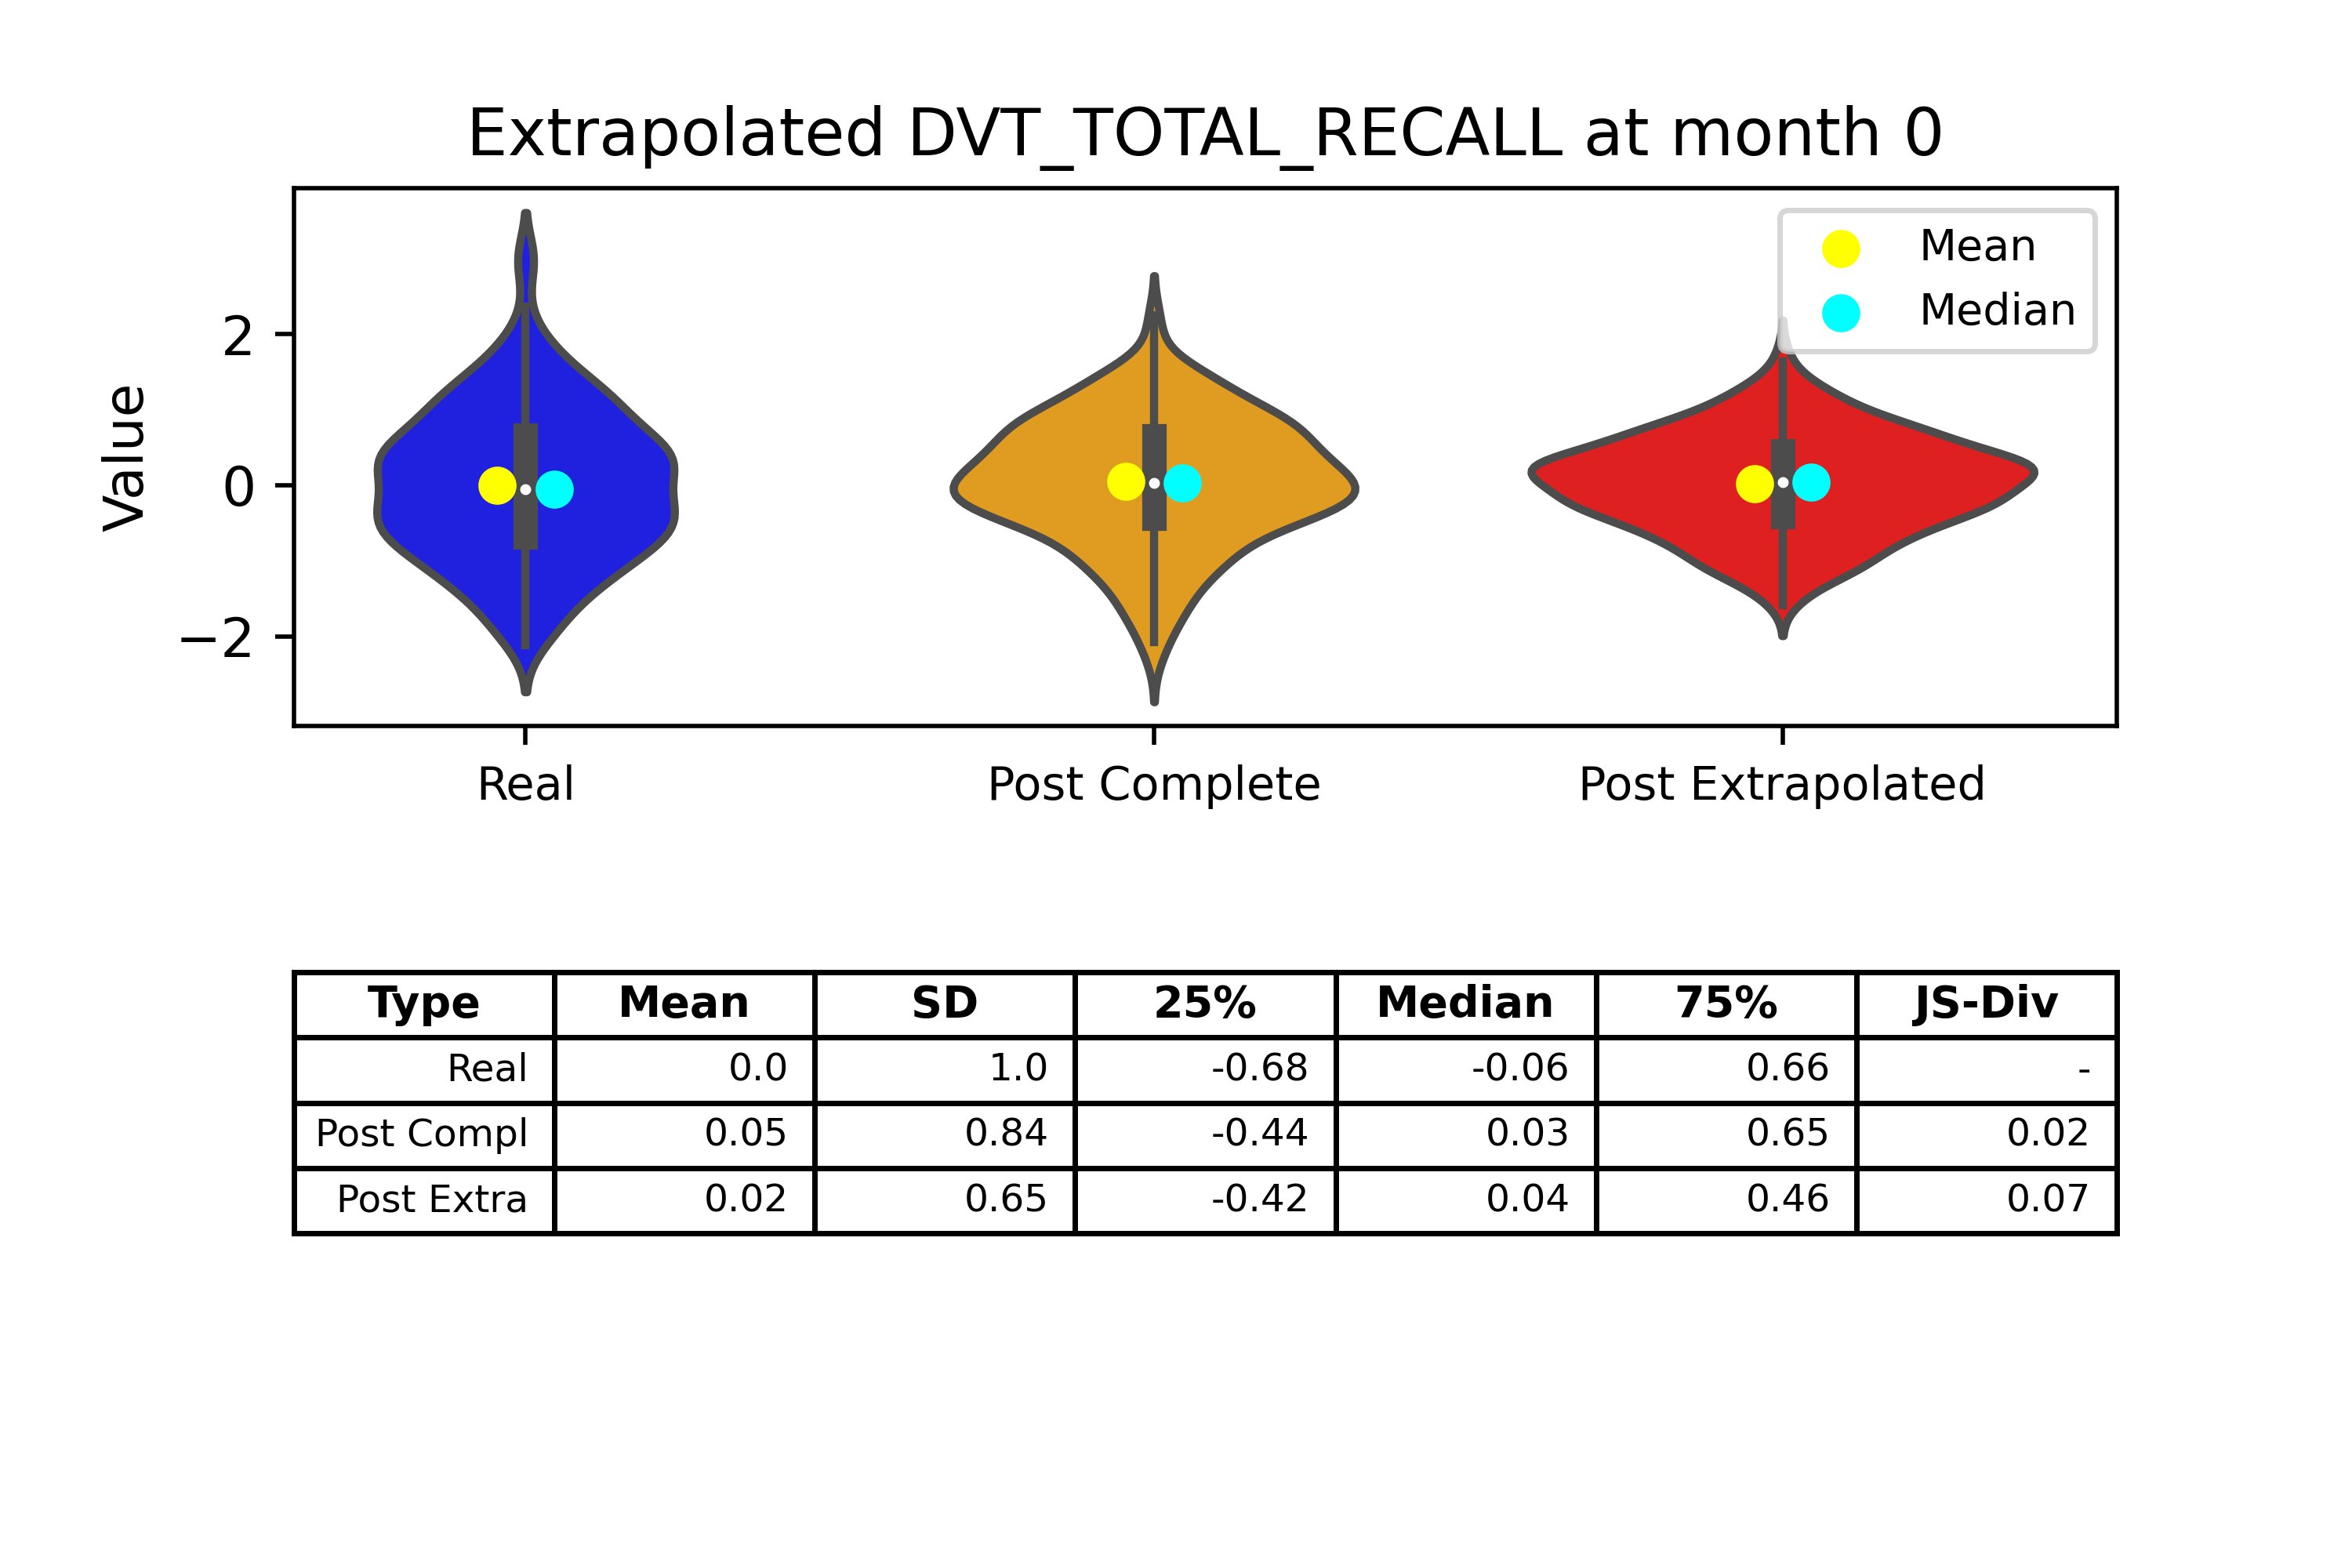 Extrapolated DVT_TOTAL_RECALL at month 0
Mean
Median
Value
2
0
−2
Real Post Complete Post Extrapolated
Type Mean SD 25% Median 75% JS-Div
Real 0.0 1.0 -0.68 -0.06 0.66 -
Post Compl 0.05 0.84 -0.44 0.03 0.65 0.02
Post Extra 0.02 0.65 -0.42 0.04 0.46 0.07